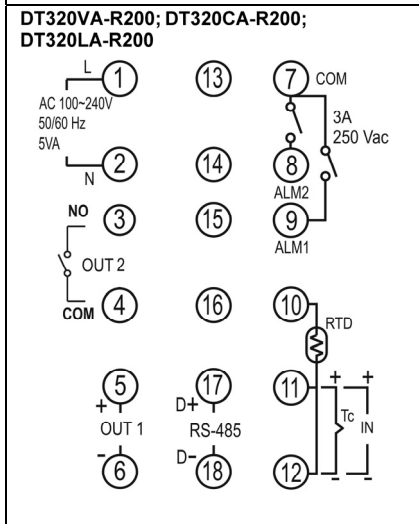 DT320VA-R200; DT320CA-R200;
DT320LA-R200
L 1 13 7 COM
AC 100~240V
50/60 Hz
5VA
3A
250 Vac
N 2 14 8
ALM2
NO 3 15 9
ALM1
OUT 2
COM 4 16 10
RTD
5 17 11 + +
+ D+
OUT 1 RS-485 Tc IN
- D-
6 18 12 - -